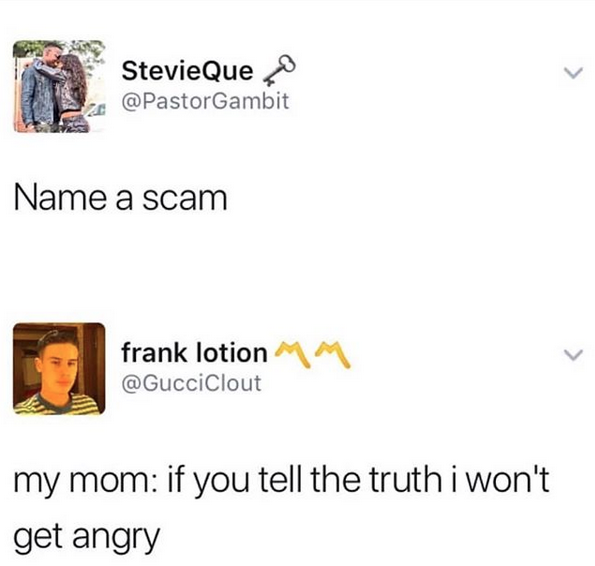 StevieQue 🗝
@PastorGambit
Name a scam
frank lotion 〽️〽️
@GucciClout
my mom: if you tell the truth i won't
get angry